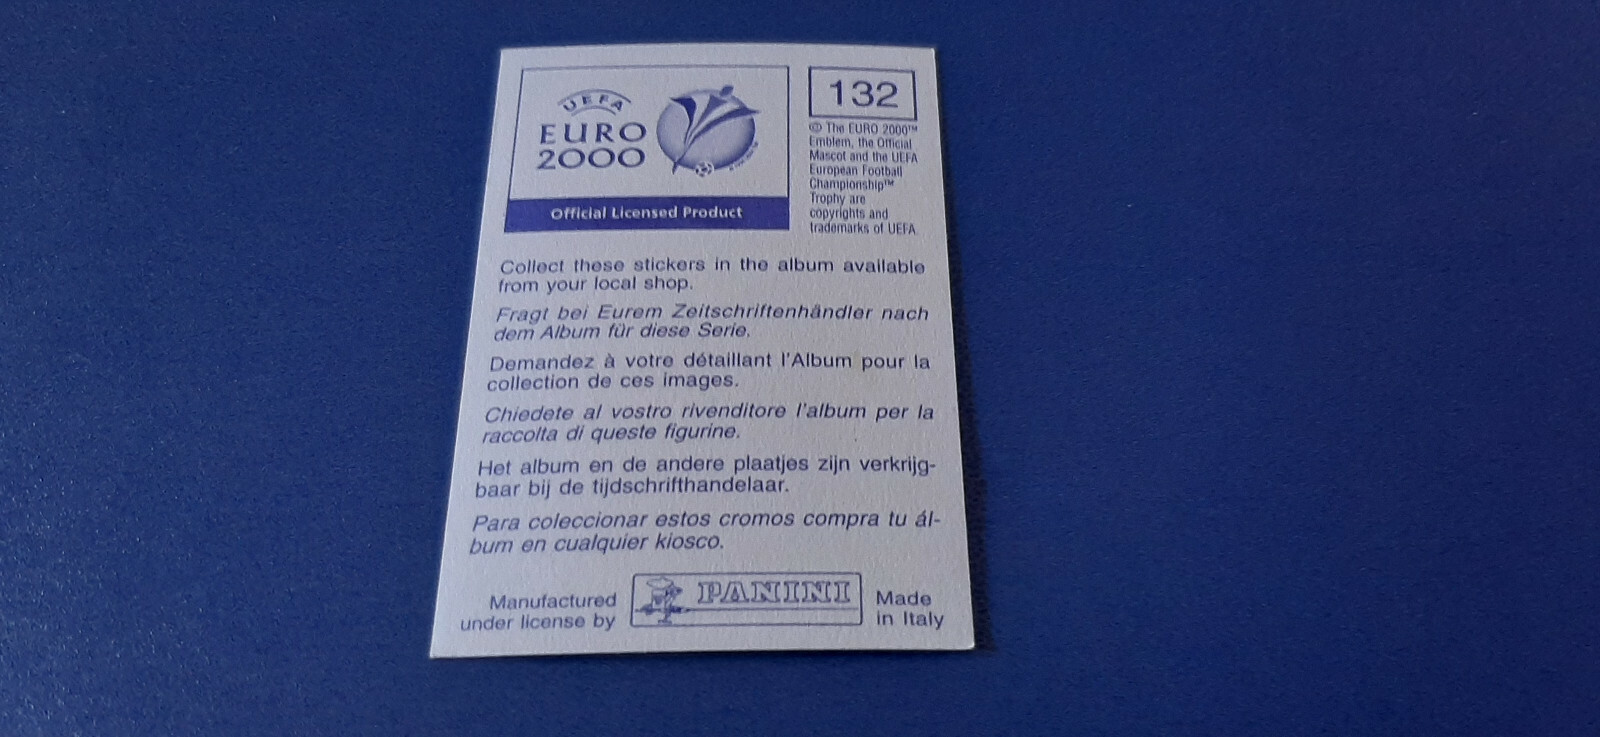 UEFA
EURO
2000
Official Licensed Product
132
© The EURO 2000™
Emblem, the Official
Mascot and the UEFA
European Football
Championship™
Trophy are
copyrights and
trademarks of UEFA
Collect these stickers in the album available
from your local shop.
Fragt bei Eurem Zeitschriftenhändler nach
dem Album für diese Serie.
Demandez à votre détaillant l'Album pour la
collection de ces images.
Chiedete al vostro rivenditore l'album per la
raccolta di queste figurine.
Het album en de andere plaatjes zijn verkrijg-
baar bij de tijdschrifthandelaar.
Para coleccionar estos cromos compra tu ál-
bum en cualquier kiosco.
Manufactured
under license by
PANINI
Made
in Italy